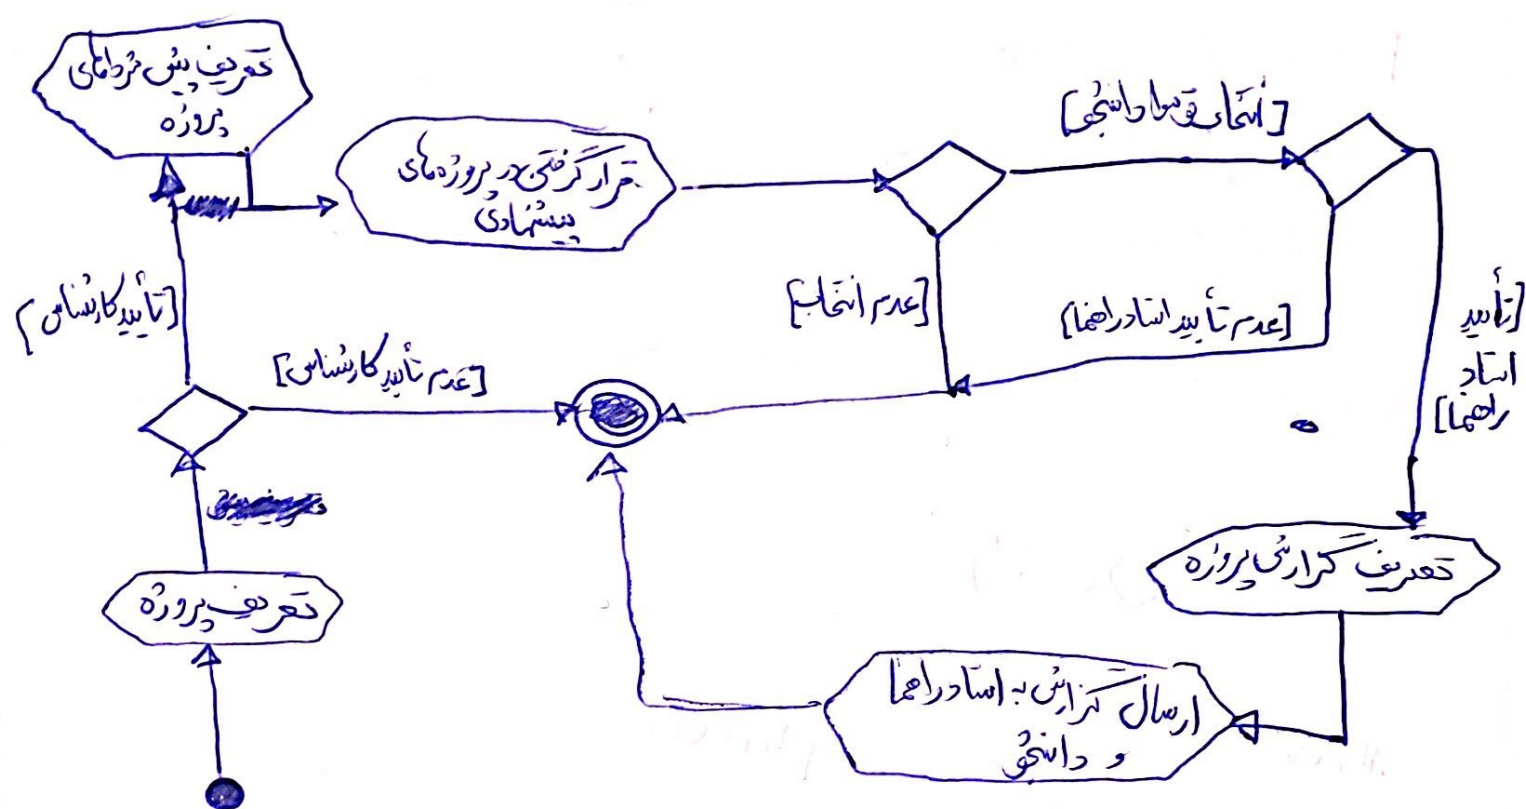 تعریف پیش نیازهای
پروژه
قرار گرفتن در پروژه‌های
پیشنهادی
[انتخاب توسط دانشجو]
[تأیید کارشناس]
[عدم تأیید کارشناس]
[عدم انتخاب]
[عدم تأیید استاد راهنما]
[تأیید
استاد
راهنما]
تعریف پروژه
تعریف گزارش پروژه
ارسال گزارش به استاد راهنما
و دانشجو